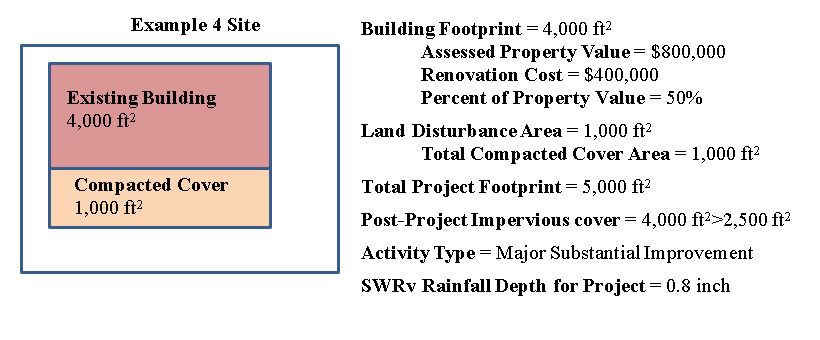 Example 4 Site
Existing Building
4,000 ft²
Compacted Cover
1,000 ft²
Building Footprint = 4,000 ft²
Assessed Property Value = $800,000
Renovation Cost = $400,000
Percent of Property Value = 50%
Land Disturbance Area = 1,000 ft²
Total Compacted Cover Area = 1,000 ft²
Total Project Footprint = 5,000 ft²
Post-Project Impervious cover = 4,000 ft²>2,500 ft²
Activity Type = Major Substantial Improvement
SWRv Rainfall Depth for Project = 0.8 inch